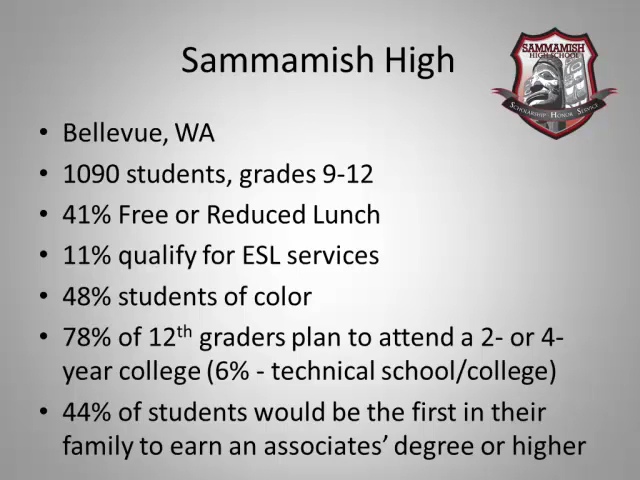 Sammamish High
SAMMAMISH
HIGH SCHOOL
SCHOLARSHIP HONOR SERVICE
• Bellevue, WA
• 1090 students, grades 9-12
• 41% Free or Reduced Lunch
• 11% qualify for ESL services
• 48% students of color
• 78% of 12th graders plan to attend a 2- or 4-
year college (6% - technical school/college)
• 44% of students would be the first in their
family to earn an associates’ degree or higher